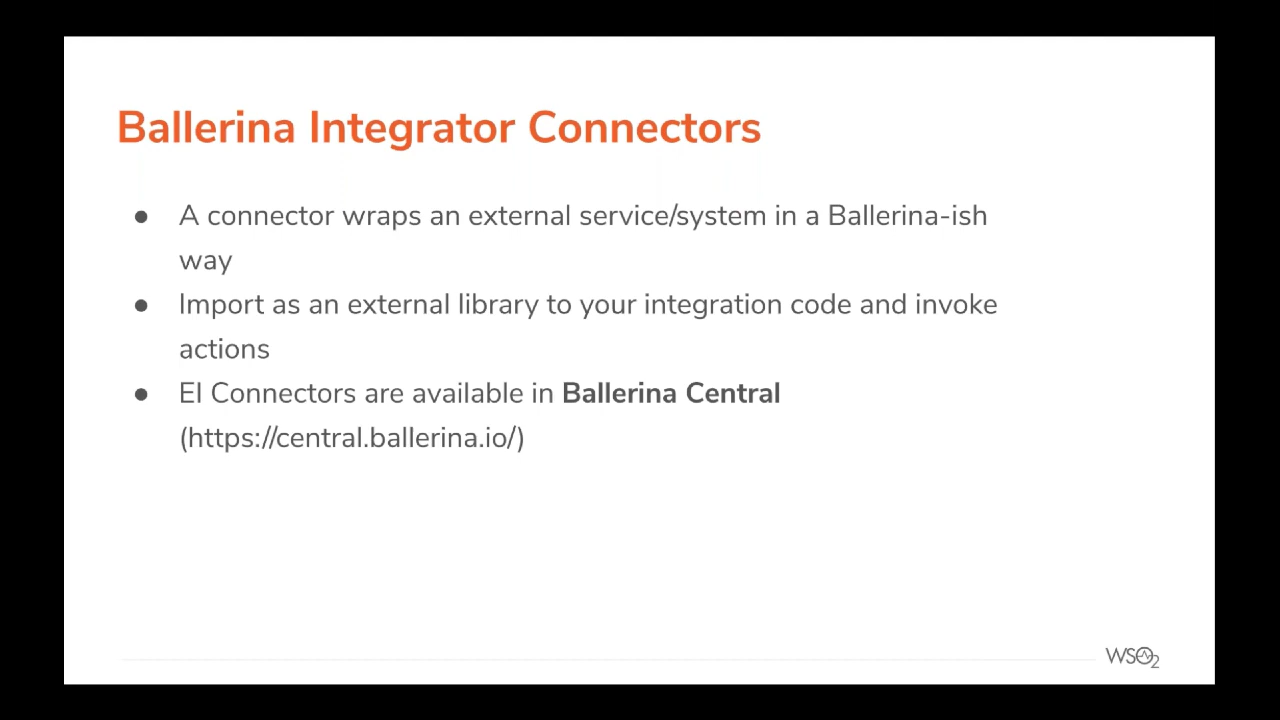 Ballerina Integrator Connectors
● A connector wraps an external service/system in a Ballerina-ish
way
● Import as an external library to your integration code and invoke
actions
● EI Connectors are available in Ballerina Central
(https://central.ballerina.io/)
WSO2